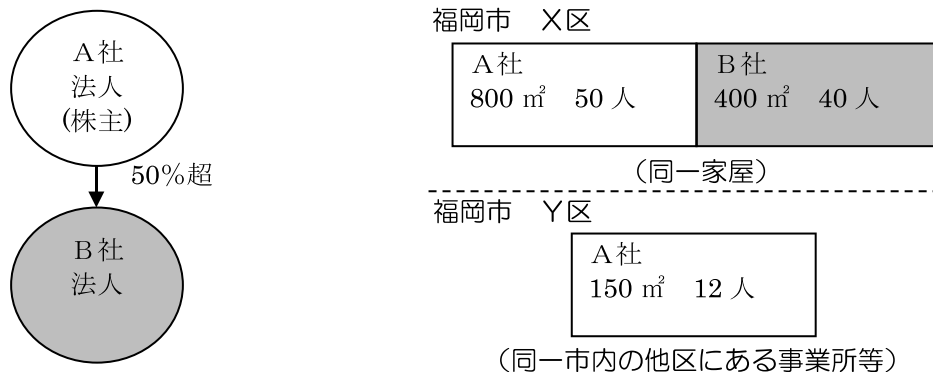 A社
法人
(株主)
50%超
B社
法人
福岡市　X区
A社
800 ㎡　50 人
B社
400 ㎡　40 人
（同一家屋）
福岡市　Y区
A社
150 ㎡　12 人
（同一市内の他区にある事業所等）